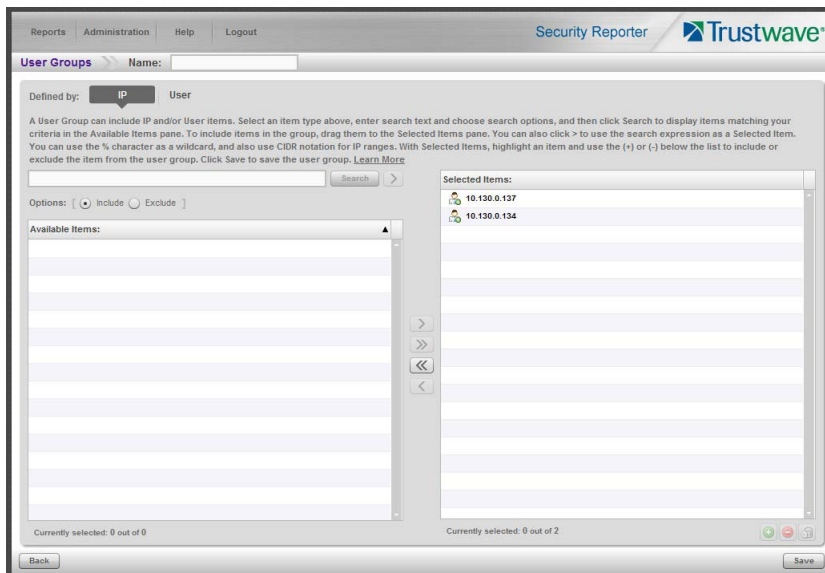 Reports Administration Help Logout Security Reporter Trustwave®
User Groups Name:
Defined by: IP User
A User Group can include IP and/or User items. Select an item type above, enter search text and choose search options, and then click Search to display items matching your
criteria in the Available Items pane. To include items in the group, drag them to the Selected Items pane. You can also click > to use the search expression as a Selected Item.
You can use the % character as a wildcard, and also use CIDR notation for IP ranges. With Selected Items, highlight an item and use the (+) or (-) below the list to include or
exclude the item from the user group. Click Save to save the user group. Learn More
Search >
Options: [ Include Exclude ]
Available Items:
Currently selected: 0 out of 0
Selected Items:
10.130.0.137
10.130.0.134
Currently selected: 0 out of 2
Back Save